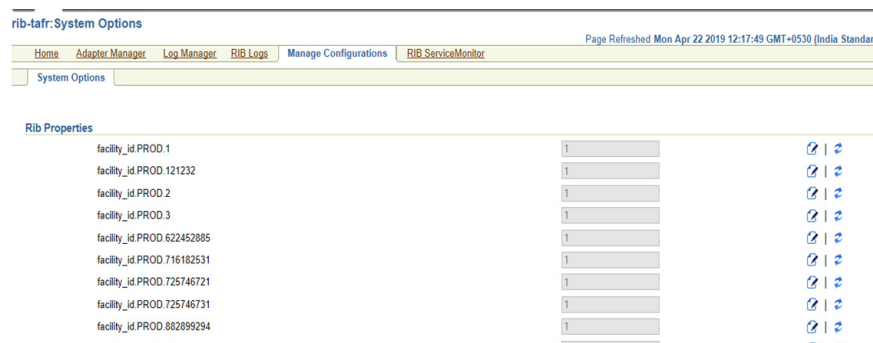 rib-tafr:System Options
Page Refreshed Mon Apr 22 2019 12:17:49 GMT+0530 (India Standar
Home Adapter Manager Log Manager RIB Logs Manage Configurations RIB ServiceMonitor
System Options
Rib Properties
facility_id.PROD.1 1 |
facility_id.PROD.121232 1 |
facility_id.PROD.2 1 |
facility_id.PROD.3 1 |
facility_id.PROD.622452885 1 |
facility_id.PROD.716182531 1 |
facility_id.PROD.725746721 1 |
facility_id.PROD.725746731 1 |
facility_id.PROD.882899294 1 |